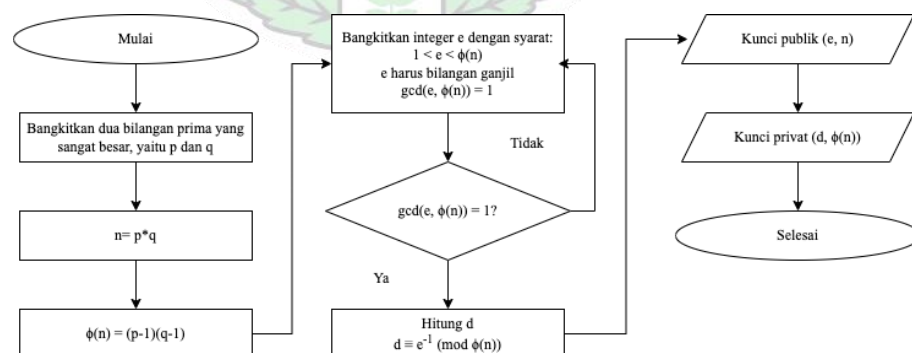 Mulai
Bangkitkan dua bilangan prima yang
sangat besar, yaitu p dan q
n= p*q
ϕ(n) = (p-1)(q-1)
Bangkitkan integer e dengan syarat:
1 < e < ϕ(n)
e harus bilangan ganjil
gcd(e, ϕ(n)) = 1
Tidak
gcd(e, ϕ(n)) = 1?
Ya
Hitung d
d ≡ e⁻¹ (mod ϕ(n))
Kunci publik (e, n)
Kunci privat (d, ϕ(n))
Selesai